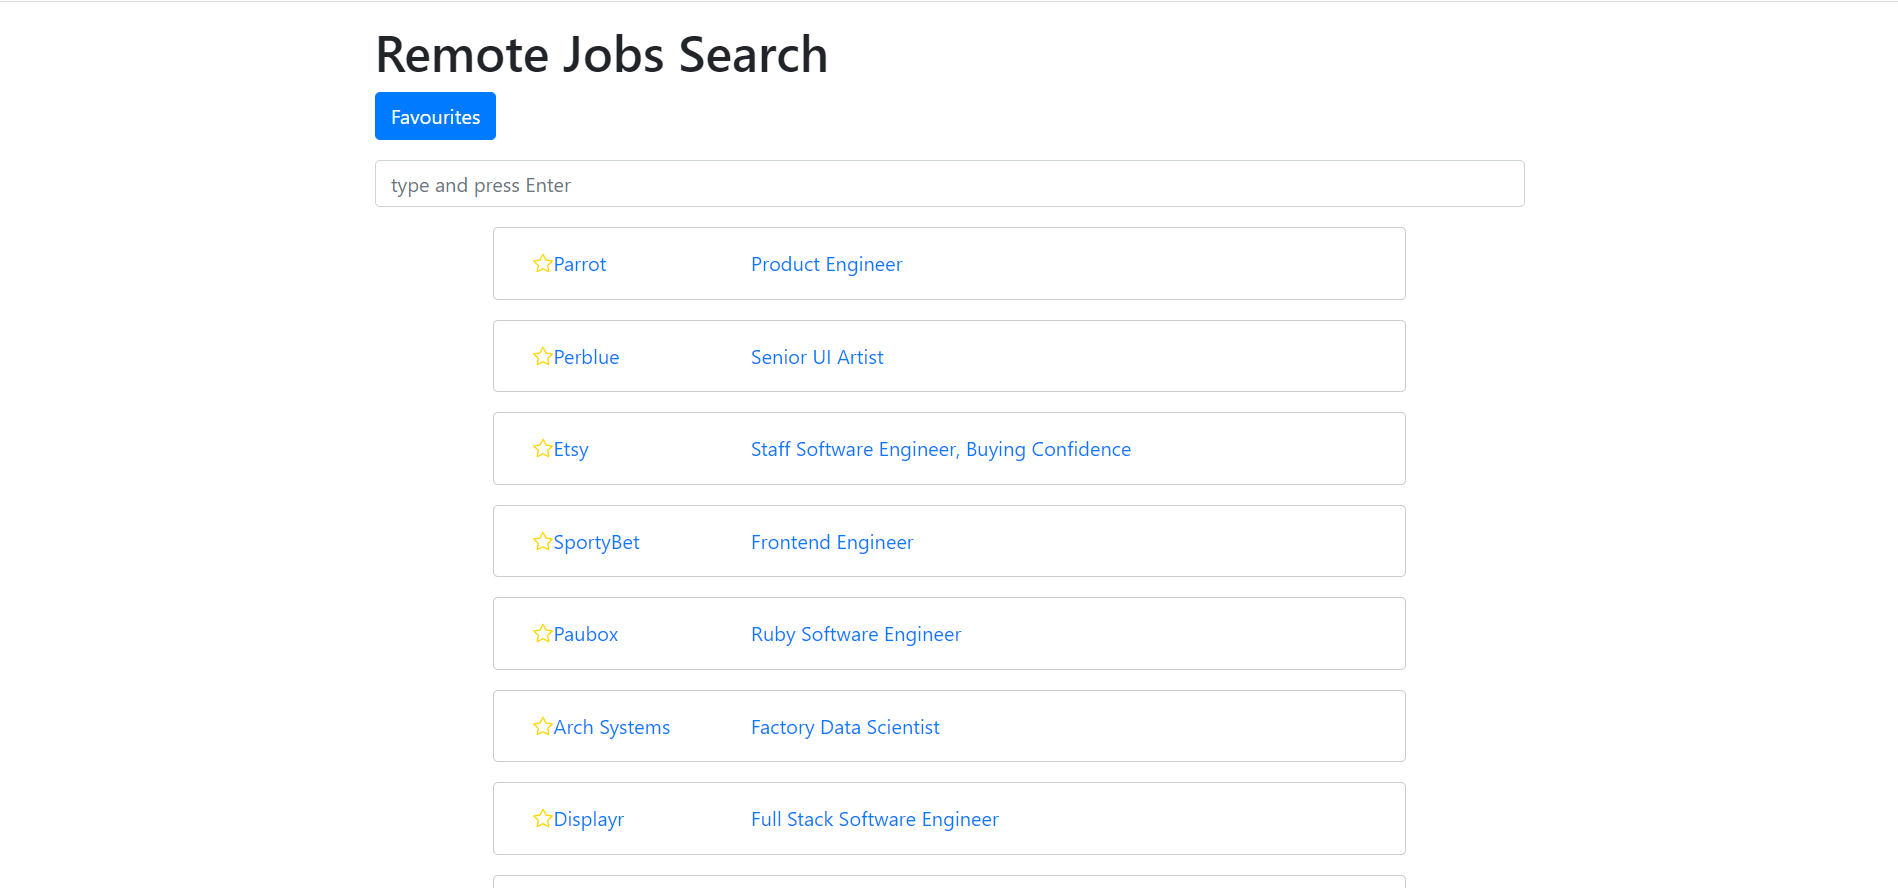 Remote Jobs Search
Favourites
type and press Enter
Parrot Product Engineer
Perblue Senior UI Artist
Etsy Staff Software Engineer, Buying Confidence
SportyBet Frontend Engineer
Paubox Ruby Software Engineer
Arch Systems Factory Data Scientist
Displayr Full Stack Software Engineer